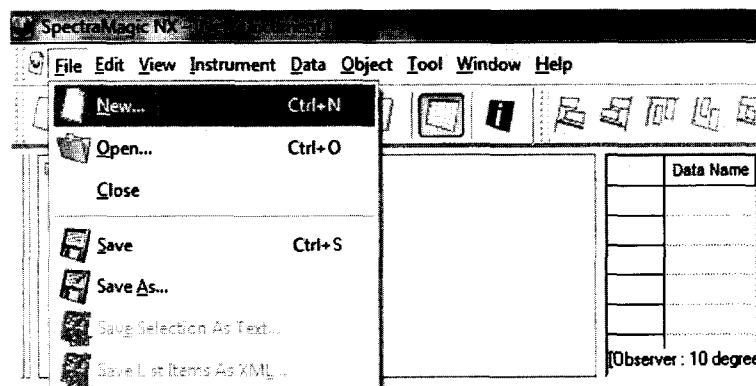 SpectraMagic NX
File Edit View Instrument Data Object Tool Window Help
New... Ctrl+N
Open... Ctrl+O
Close
Save Ctrl+S
Save As...
Save Selection As Text...
Save List Items As XML...
Data Name
Observer : 10 degree